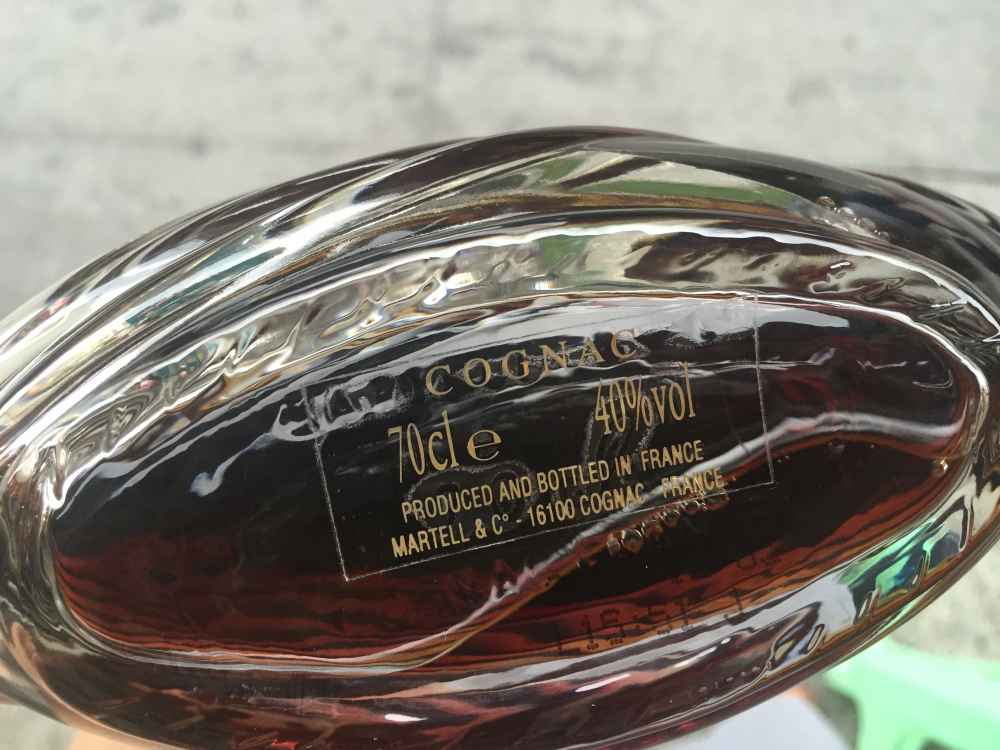 COGNAC
70cl e 40%vol
PRODUCED AND BOTTLED IN FRANCE
MARTELL & C° - 16100 COGNAC - FRANCE